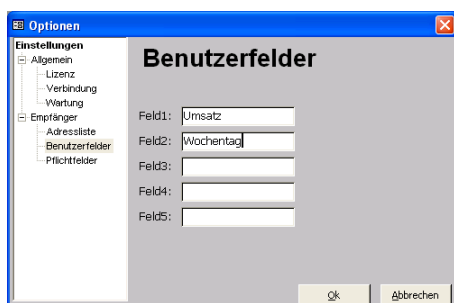 Optionen
Einstellungen
Allgemein
Lizenz
Verbindung
Wartung
Empfänger
Adressliste
Benutzerfelder
Pflichtfelder
Benutzerfelder
Feld1: Umsatz
Feld2: Wochentag
Feld3:
Feld4:
Feld5:
Ok Abbrechen